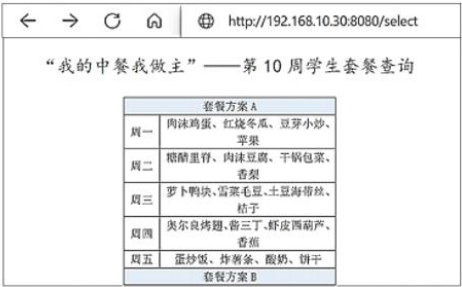 http://192.168.10.30:8080/select
“我的中餐我做主”——第 10 周学生套餐查询
套餐方案 A
周一
肉沫鸡蛋、红烧冬瓜、豆芽小炒、
苹果
周二
糖醋里脊、肉沫豆腐、干锅包菜、
香梨
周三
萝卜鸭块、雪菜毛豆、土豆海带丝、
桔子
周四
奥尔良烤翅、酱三丁、虾皮西葫芦、
香蕉
周五
蛋炒饭、炸薯条、酸奶、饼干
套餐方案 B